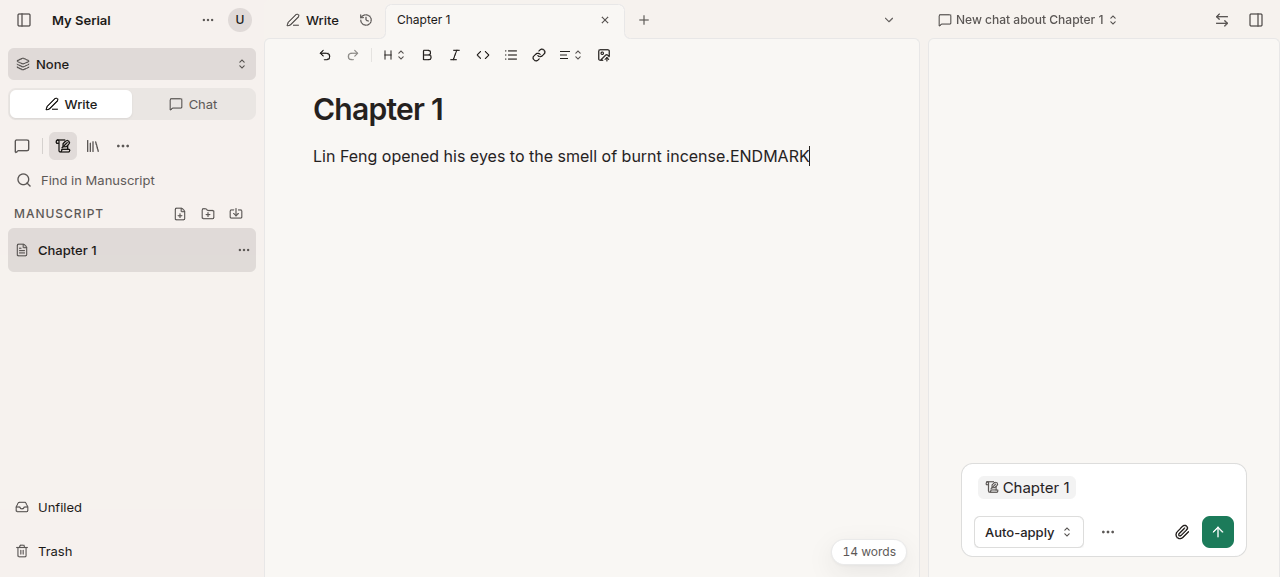 My Serial
U
None
Write
Chat
Find in Manuscript
MANUSCRIPT
Chapter 1
Unfiled
Trash
Write
Chapter 1
H
B
I
Chapter 1
Lin Feng opened his eyes to the smell of burnt incense.ENDMARK
14 words
New chat about Chapter 1
Chapter 1
Auto-apply